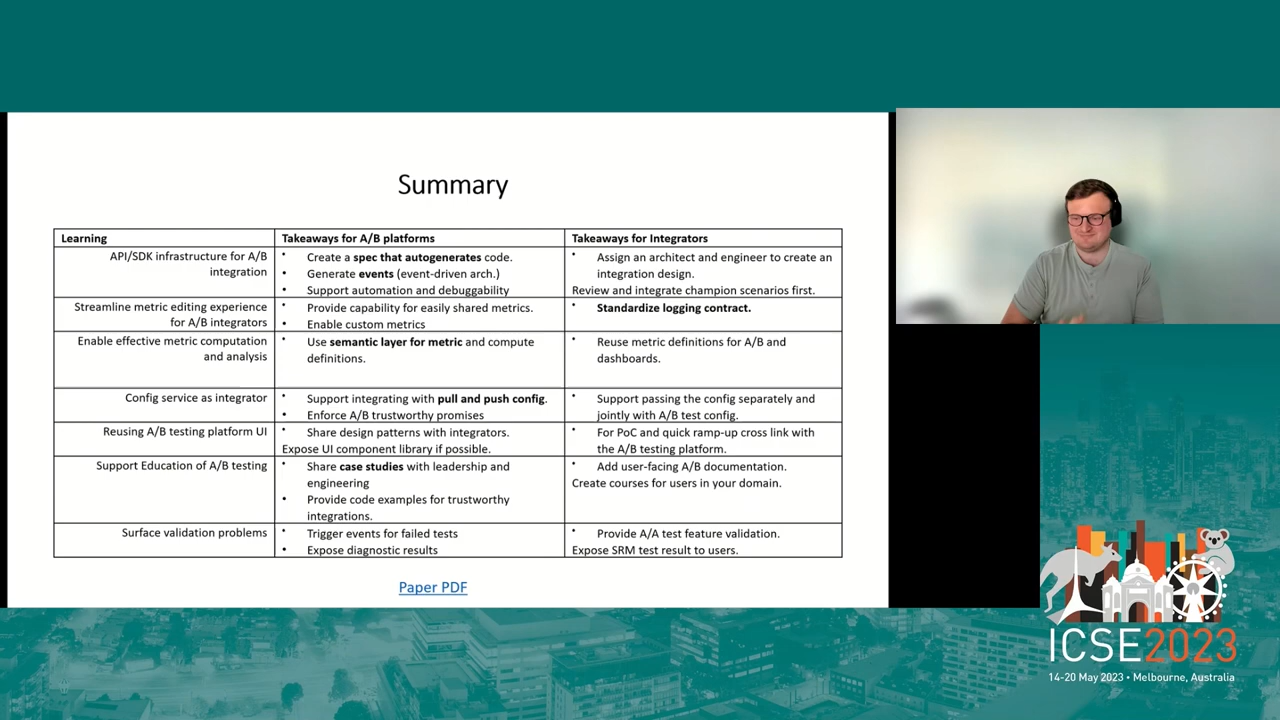 Summary
Learning
Takeaways for A/B platforms
Takeaways for Integrators
API/SDK infrastructure for A/B
integration
• Create a spec that autogenerates code.
• Generate events (event-driven arch.)
• Support automation and debuggability
• Assign an architect and engineer to create an
integration design.
Review and integrate champion scenarios first.
Streamline metric editing experience
for A/B integrators
• Provide capability for easily shared metrics.
• Enable custom metrics
• Standardize logging contract.
Enable effective metric computation
and analysis
• Use semantic layer for metric and compute
definitions.
• Reuse metric definitions for A/B and
dashboards.
Config service as integrator
• Support integrating with pull and push config.
• Enforce A/B trustworthy promises
• Support passing the config separately and
jointly with A/B test config.
Reusing A/B testing platform UI
• Share design patterns with integrators.
Expose UI component library if possible.
• For PoC and quick ramp-up cross link with
the A/B testing platform.
Support Education of A/B testing
• Share case studies with leadership and
engineering
• Provide code examples for trustworthy
integrations.
• Add user-facing A/B documentation.
Create courses for users in your domain.
Surface validation problems
• Trigger events for failed tests
• Expose diagnostic results
• Provide A/A test feature validation.
Expose SRM test result to users.
Paper PDF
ICSE2023
14-20 May 2023 • Melbourne, Australia